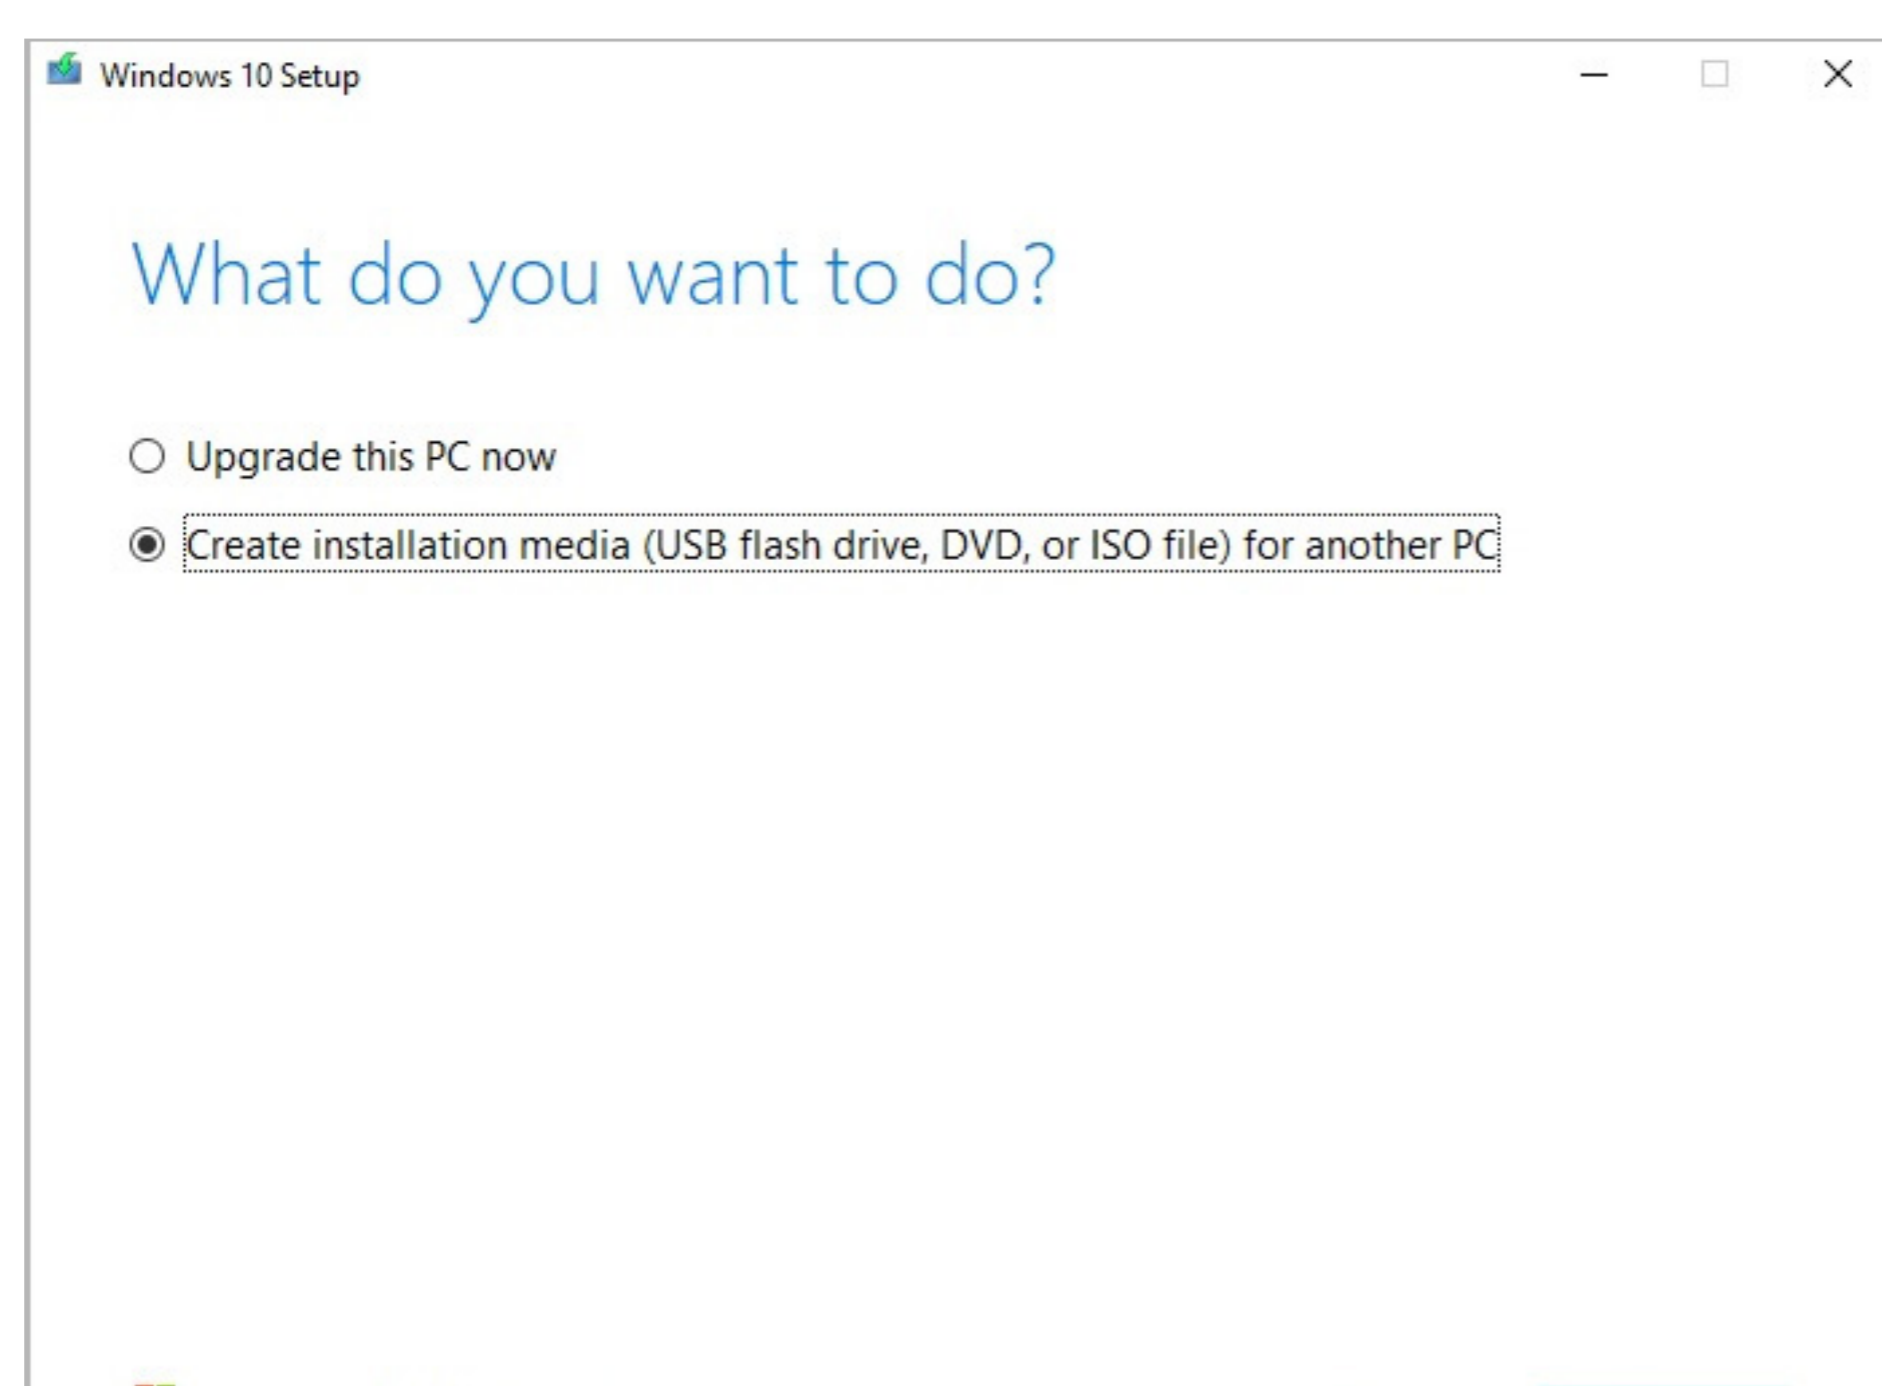 Windows 10 Setup
What do you want to do?
Upgrade this PC now
Create installation media (USB flash drive, DVD, or ISO file) for another PC